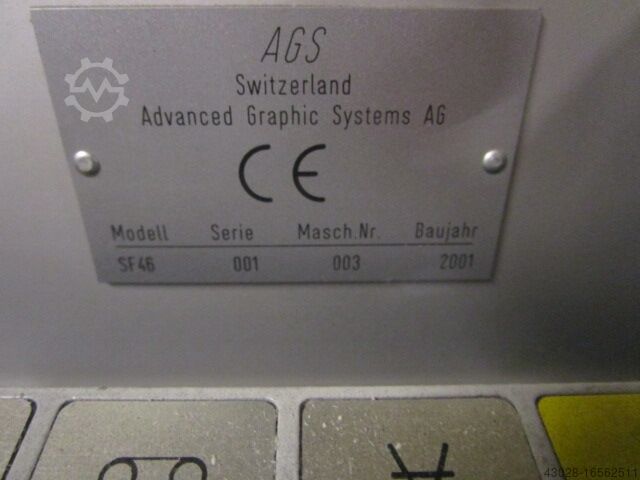 AGS
Switzerland
Advanced Graphic Systems AG
CE
Modell Serie Masch.Nr. Baujahr
SF46 001 003 2001
43028-16562511